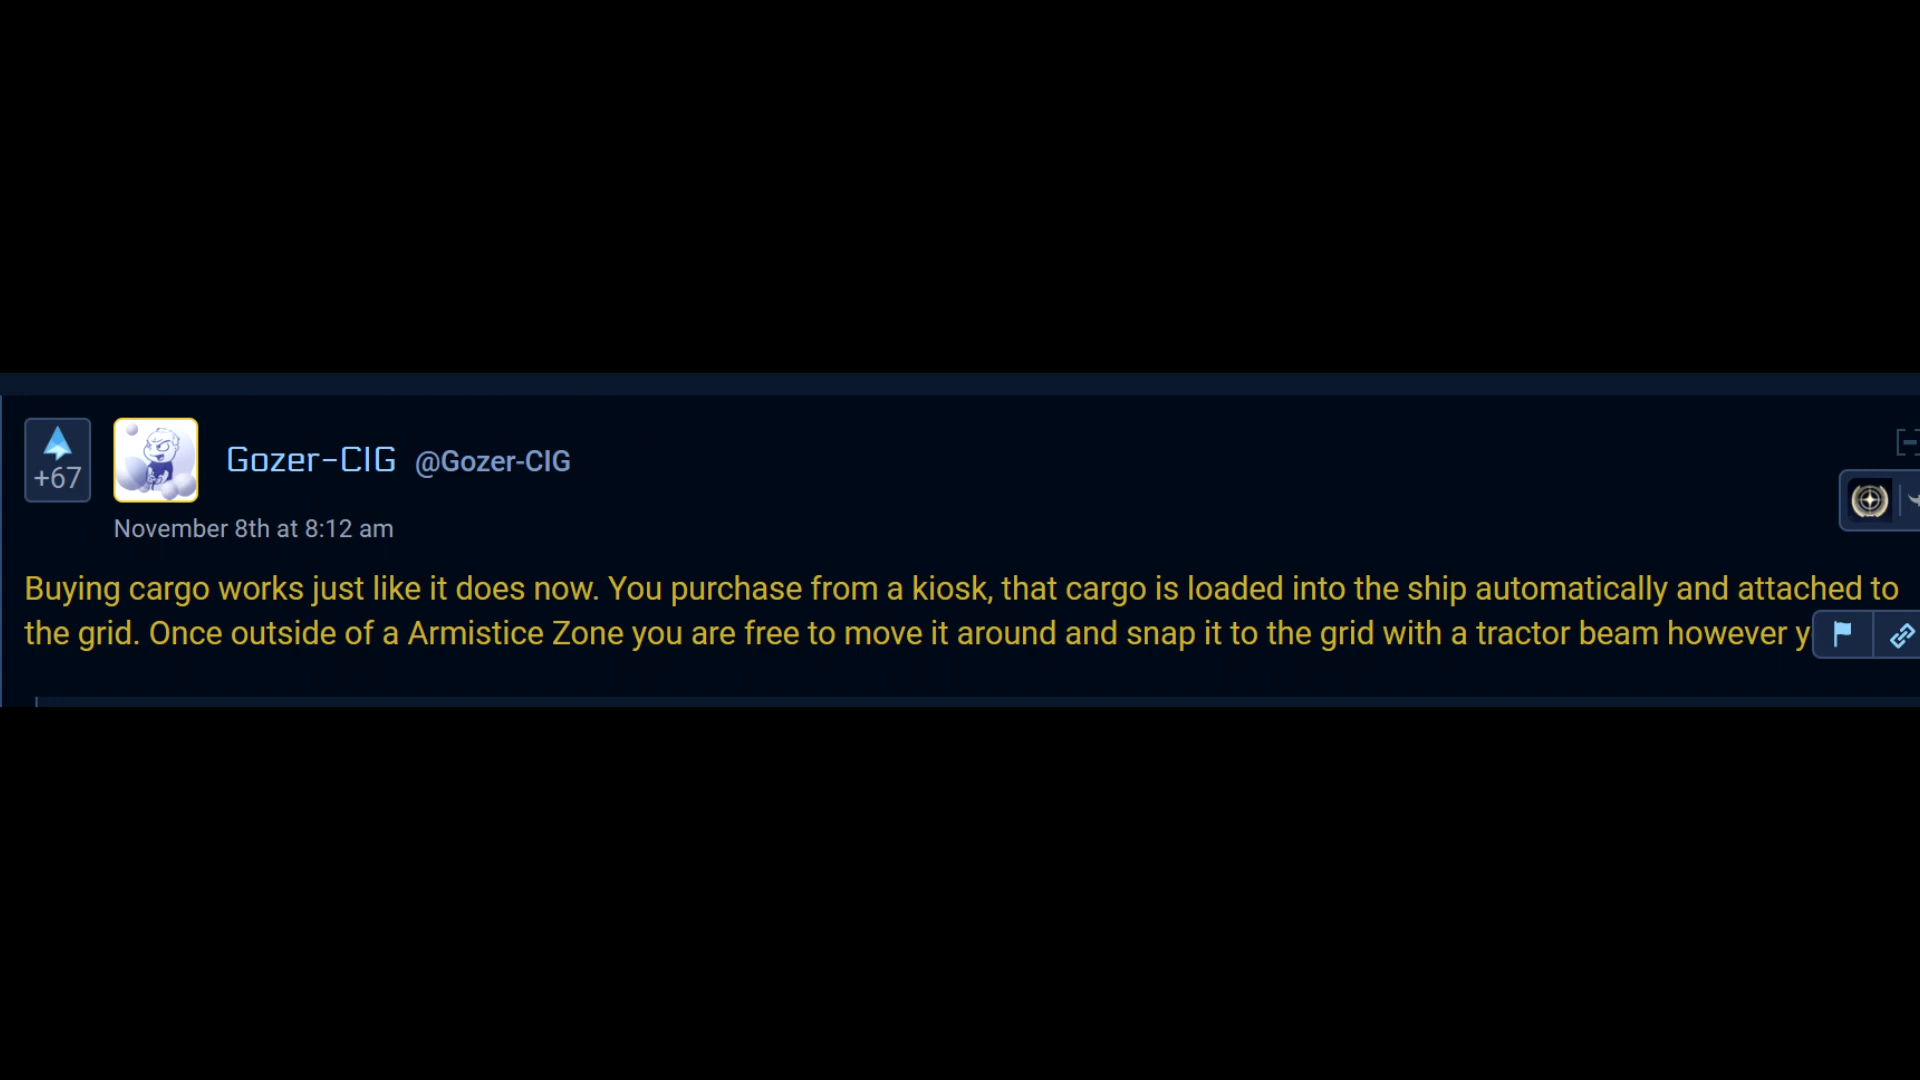 +67
Gozer-CIG @Gozer-CIG
November 8th at 8:12 am
Buying cargo works just like it does now. You purchase from a kiosk, that cargo is loaded into the ship automatically and attached to
the grid. Once outside of a Armistice Zone you are free to move it around and snap it to the grid with a tractor beam however y